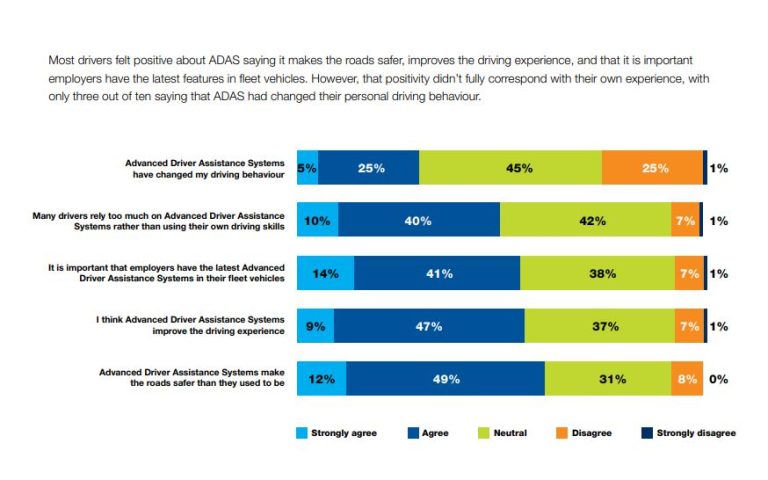 Most drivers felt positive about ADAS saying it makes the roads safer, improves the driving experience, and that it is important
employers have the latest features in fleet vehicles. However, that positivity didn’t fully correspond with their own experience, with
only three out of ten saying that ADAS had changed their personal driving behaviour.
Advanced Driver Assistance Systems
have changed my driving behaviour
5% 25% 45% 25% 1%
Many drivers rely too much on Advanced Driver Assistance
Systems rather than using their own driving skills
10% 40% 42% 7% 1%
It is important that employers have the latest Advanced
Driver Assistance Systems in their fleet vehicles
14% 41% 38% 7% 1%
I think Advanced Driver Assistance Systems
improve the driving experience
9% 47% 37% 7% 1%
Advanced Driver Assistance Systems make
the roads safer than they used to be
12% 49% 31% 8% 0%
Strongly agree Agree Neutral Disagree Strongly disagree